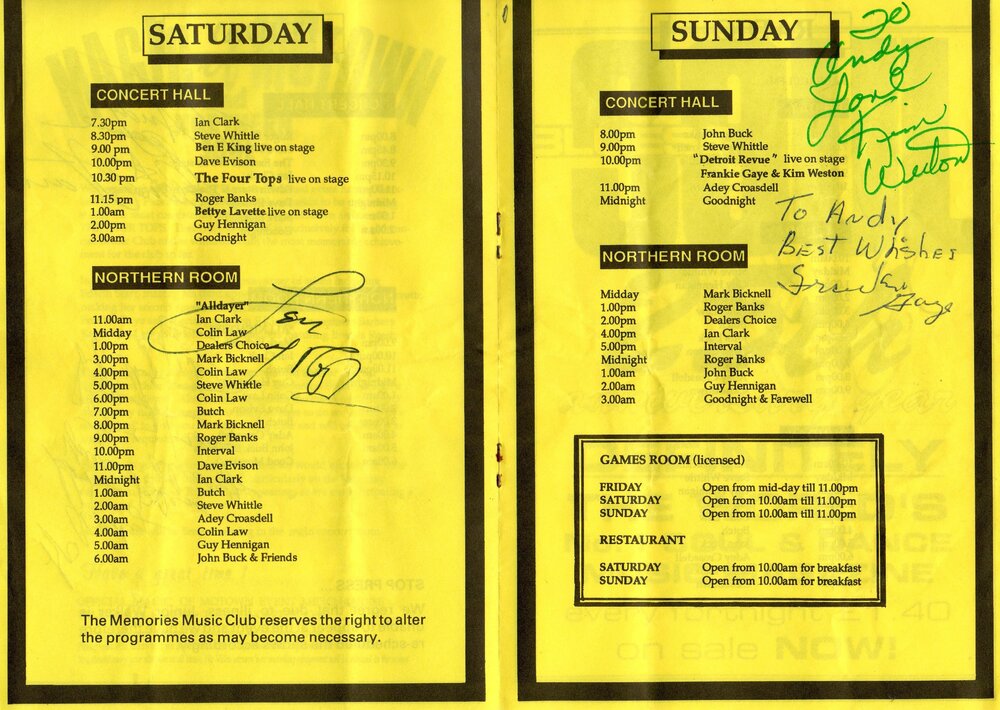 SATURDAY
CONCERT HALL
7.30pm Ian Clark
8.30pm Steve Whittle
9.00 pm Ben E King live on stage
10.00pm Dave Evison
10.30 pm The Four Tops live on stage
11.15 pm Roger Banks
1.00am Bettye Lavette live on stage
2.00pm Guy Hennigan
3.00am Goodnight
NORTHERN ROOM
"Alldayer"
11.00am Ian Clark
Midday Colin Law
1.00pm Dealers Choice
3.00pm Mark Bicknell
4.00pm Colin Law
5.00pm Steve Whittle
6.00pm Colin Law
7.00pm Butch
8.00pm Mark Bicknell
9.00pm Roger Banks
10.00pm Interval
11.00pm Dave Evison
Midnight Ian Clark
1.00am Butch
2.00am Steve Whittle
3.00am Adey Croasdell
4.00am Colin Law
5.00am Guy Hennigan
6.00am John Buck & Friends
The Memories Music Club reserves the right to alter
the programmes as may become necessary.
SUNDAY
To
Andy
Love
Kim
Weston
CONCERT HALL
8.00pm John Buck
9.00pm Steve Whittle
10.00pm "Detroit Revue" live on stage
Frankie Gaye & Kim Weston
11.00pm Adey Croasdell
Midnight Goodnight
To Andy
Best Wishes
Frankie
Gaye
NORTHERN ROOM
Midday Mark Bicknell
1.00pm Roger Banks
2.00pm Dealers Choice
4.00pm Ian Clark
5.00pm Interval
Midnight Roger Banks
1.00am John Buck
2.00am Guy Hennigan
3.00am Goodnight & Farewell
GAMES ROOM (licensed)
FRIDAY Open from mid-day till 11.00pm
SATURDAY Open from 10.00am till 11.00pm
SUNDAY Open from 10.00am till 11.00pm
RESTAURANT
SATURDAY Open from 10.00am for breakfast
SUNDAY Open from 10.00am for breakfast